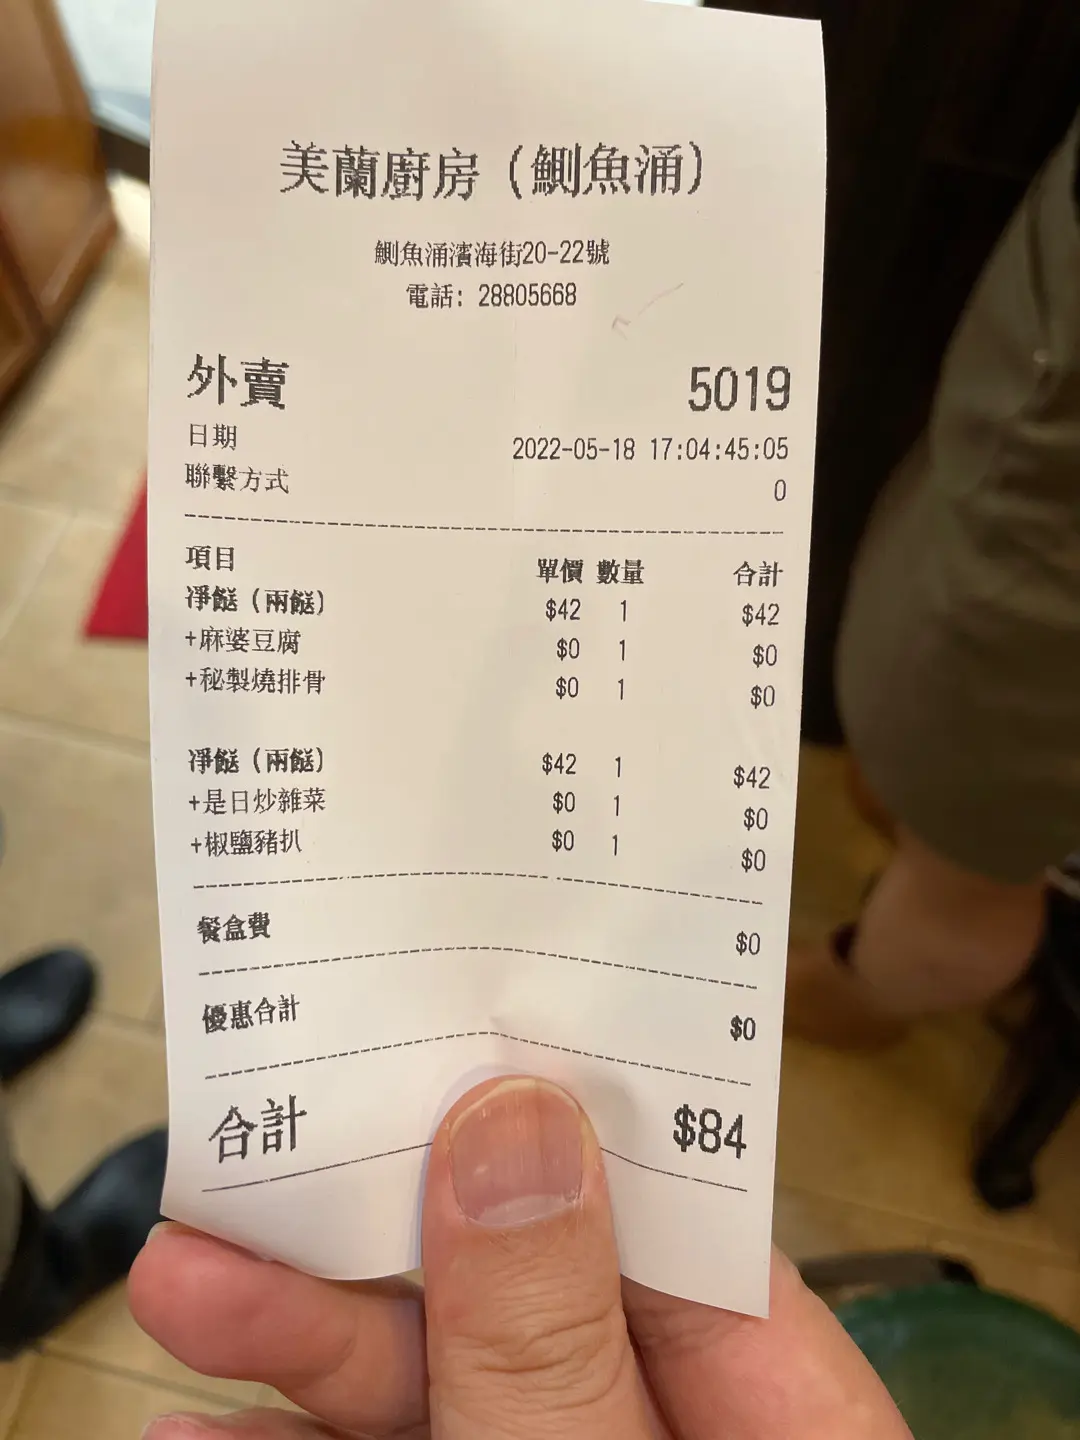 美蘭廚房（鰂魚涌）
鰂魚涌濱海街20-22號
電話: 28805668
外賣 5019
日期 2022-05-18 17:04:45:05
聯繫方式 0
項目 單價 數量 合計
凈餸（兩餸） $42 1 $42
+麻婆豆腐 $0 1 $0
+秘製燒排骨 $0 1 $0
凈餸（兩餸） $42 1 $42
+是日炒雜菜 $0 1 $0
+椒鹽豬扒 $0 1 $0
餐盒費 $0
優惠合計 $0
合計 $84